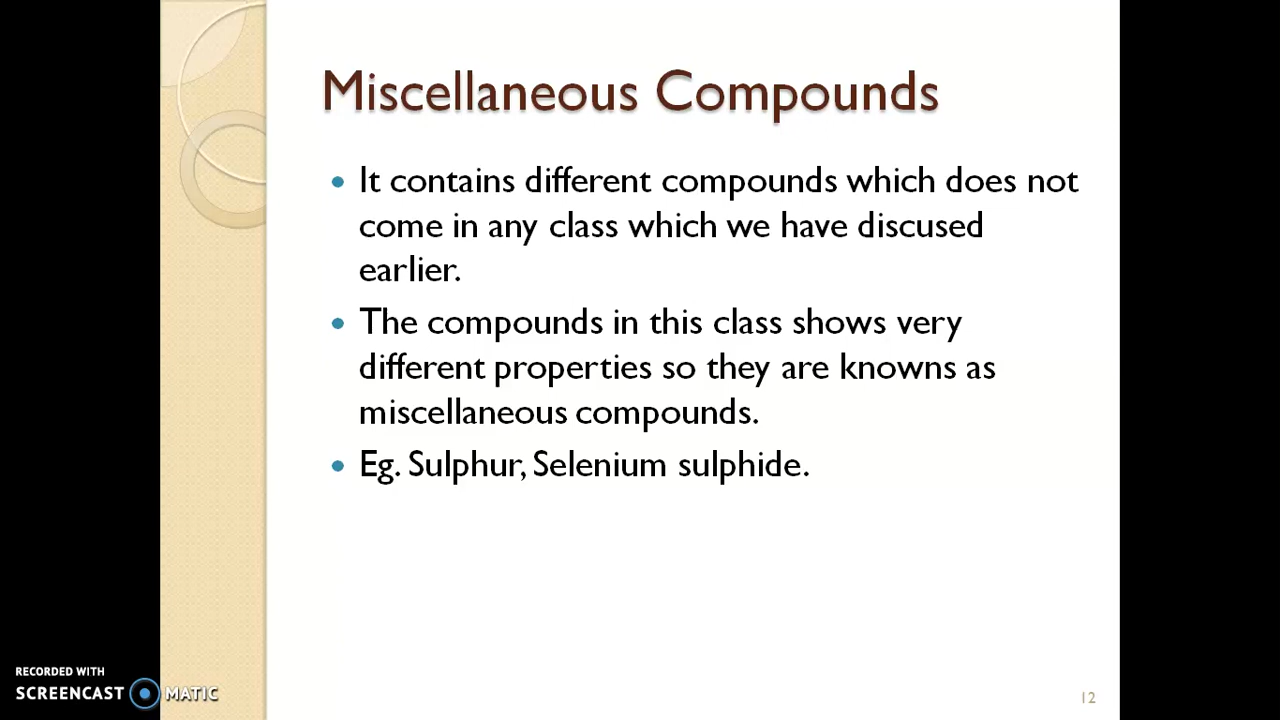 Miscellaneous Compounds
It contains different compounds which does not
come in any class which we have discused
earlier.
The compounds in this class shows very
different properties so they are knowns as
miscellaneous compounds.
Eg. Sulphur, Selenium sulphide.
RECORDED WITH
SCREENCAST MATIC
12